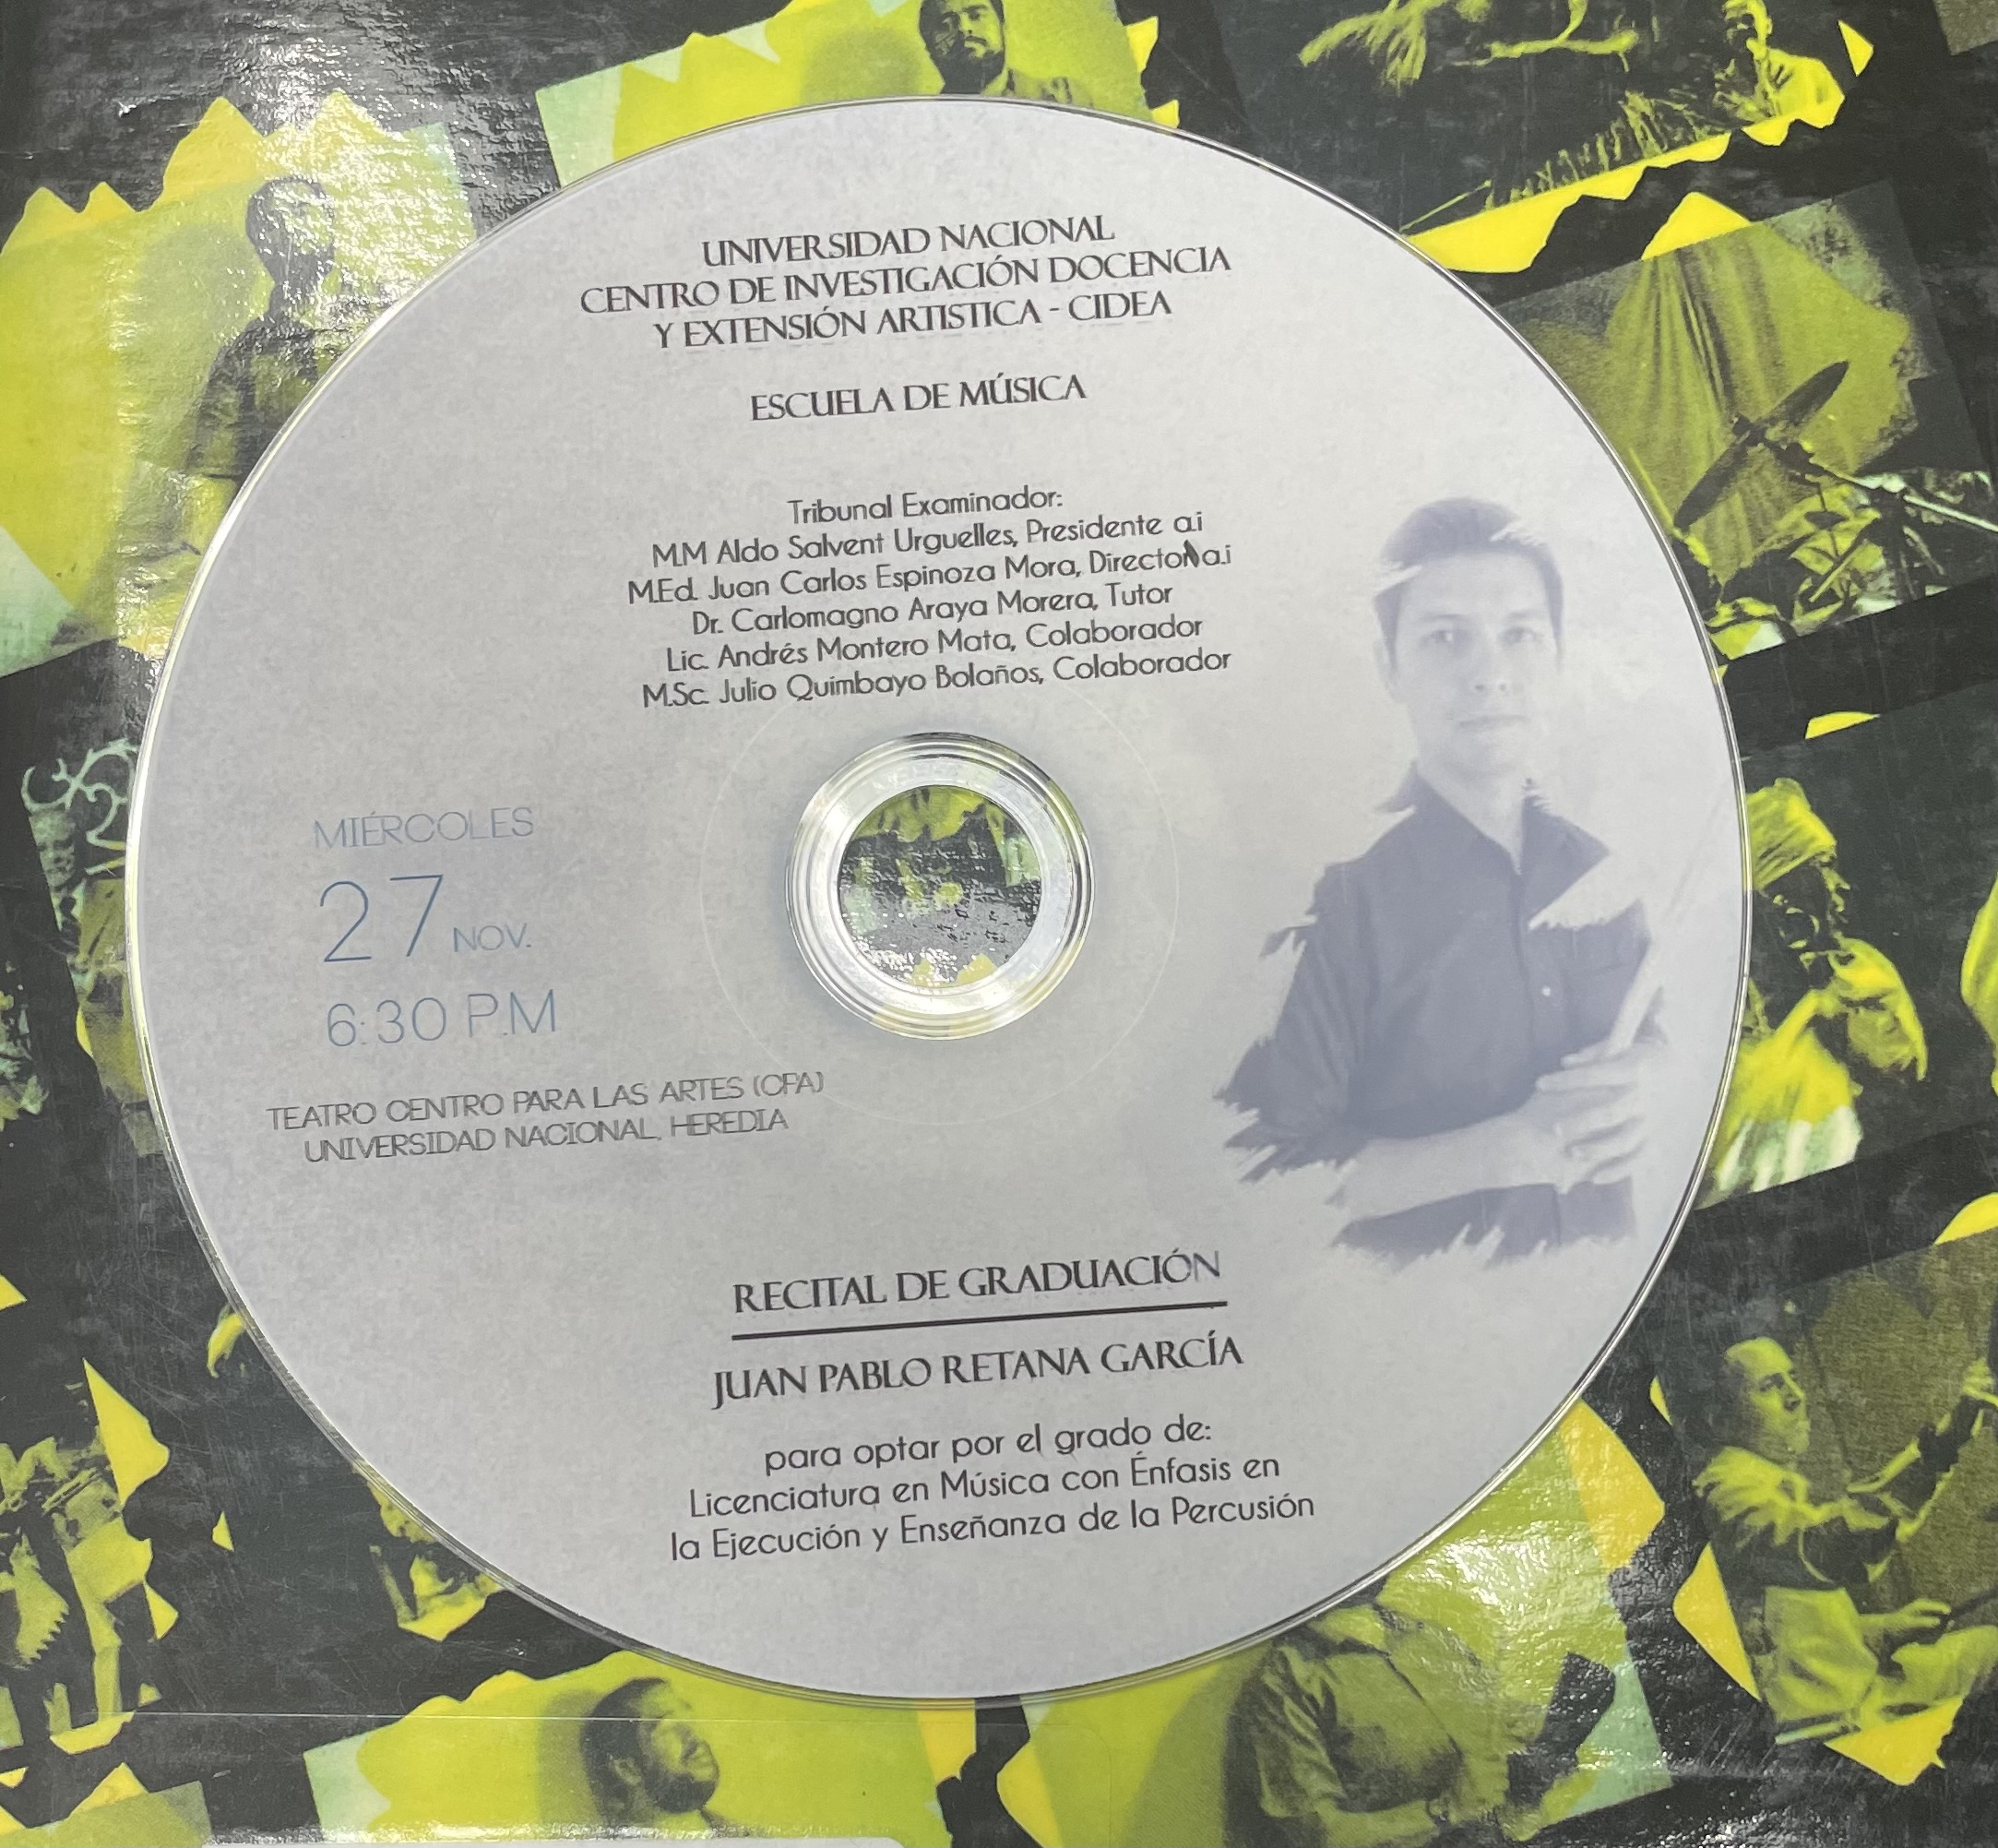 UNIVERSIDAD NACIONAL
CENTRO DE INVESTIGACIÓN DOCENCIA
Y EXTENSIÓN ARTISTICA - CIDEA
ESCUELA DE MÚSICA
Tribunal Examinador:
M.M Aldo Salvent Urguelles, Presidente a.i
M.Ed. Juan Carlos Espinoza Mora, Director a.i
Dr. Carlomagno Araya Morera, Tutor
Lic. Andrés Montero Mata, Colaborador
M.Sc. Julio Quimbayo Bolaños, Colaborador
MIÉRCOLES
27 NOV.
6:30 P.M
TEATRO CENTRO PARA LAS ARTES (CPA)
UNIVERSIDAD NACIONAL, HEREDIA
RECITAL DE GRADUACIÓN
JUAN PABLO RETANA GARCÍA
para optar por el grado de:
Licenciatura en Música con Énfasis en
la Ejecución y Enseñanza de la Percusión